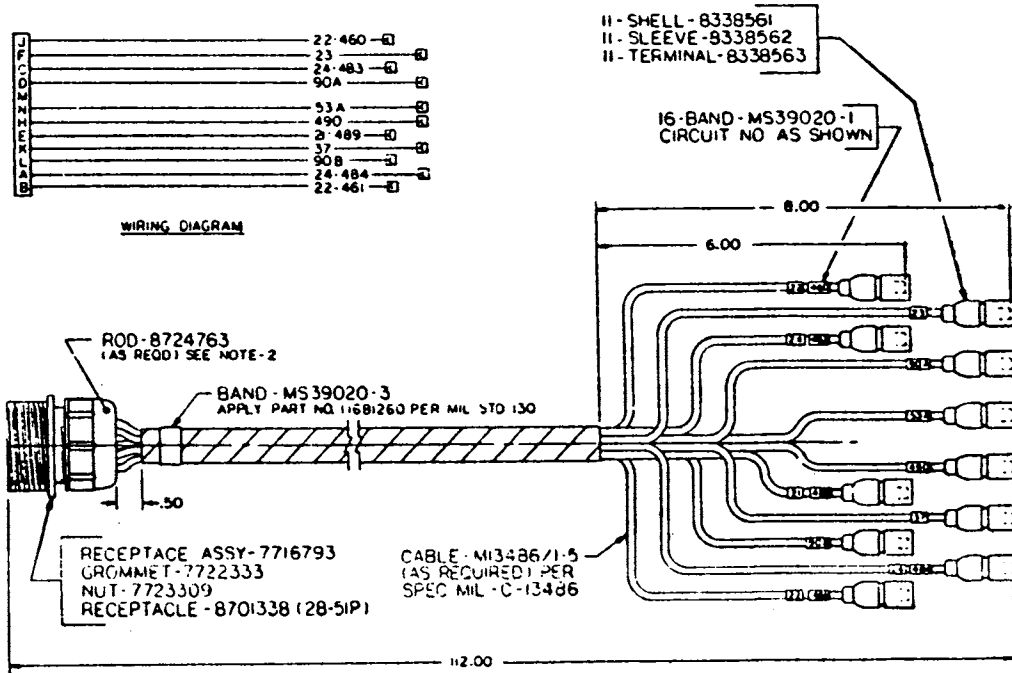 J 22-460
F 23
C 24-483
D 90A
M
N 53A
H 490
E 21-489
K 37
L 90B
A 24-484
B 22-461
WIRING DIAGRAM
11-SHELL-8338561
11-SLEEVE-8338562
11-TERMINAL-8338563
16-BAND-MS39020-1
CIRCUIT NO AS SHOWN
8.00
6.00
ROD-8724763
(AS REQD) SEE NOTE-2
BAND-MS39020-3
APPLY PART NO. 11681260 PER MIL STD 130
.50
RECEPTACE ASSY-7716793
GROMMET-7722333
NUT-7723309
RECEPTACLE-8701338 (28-51P)
CABLE-M13486/1-5
(AS REQUIRED) PER
SPEC MIL-C-13486
112.00